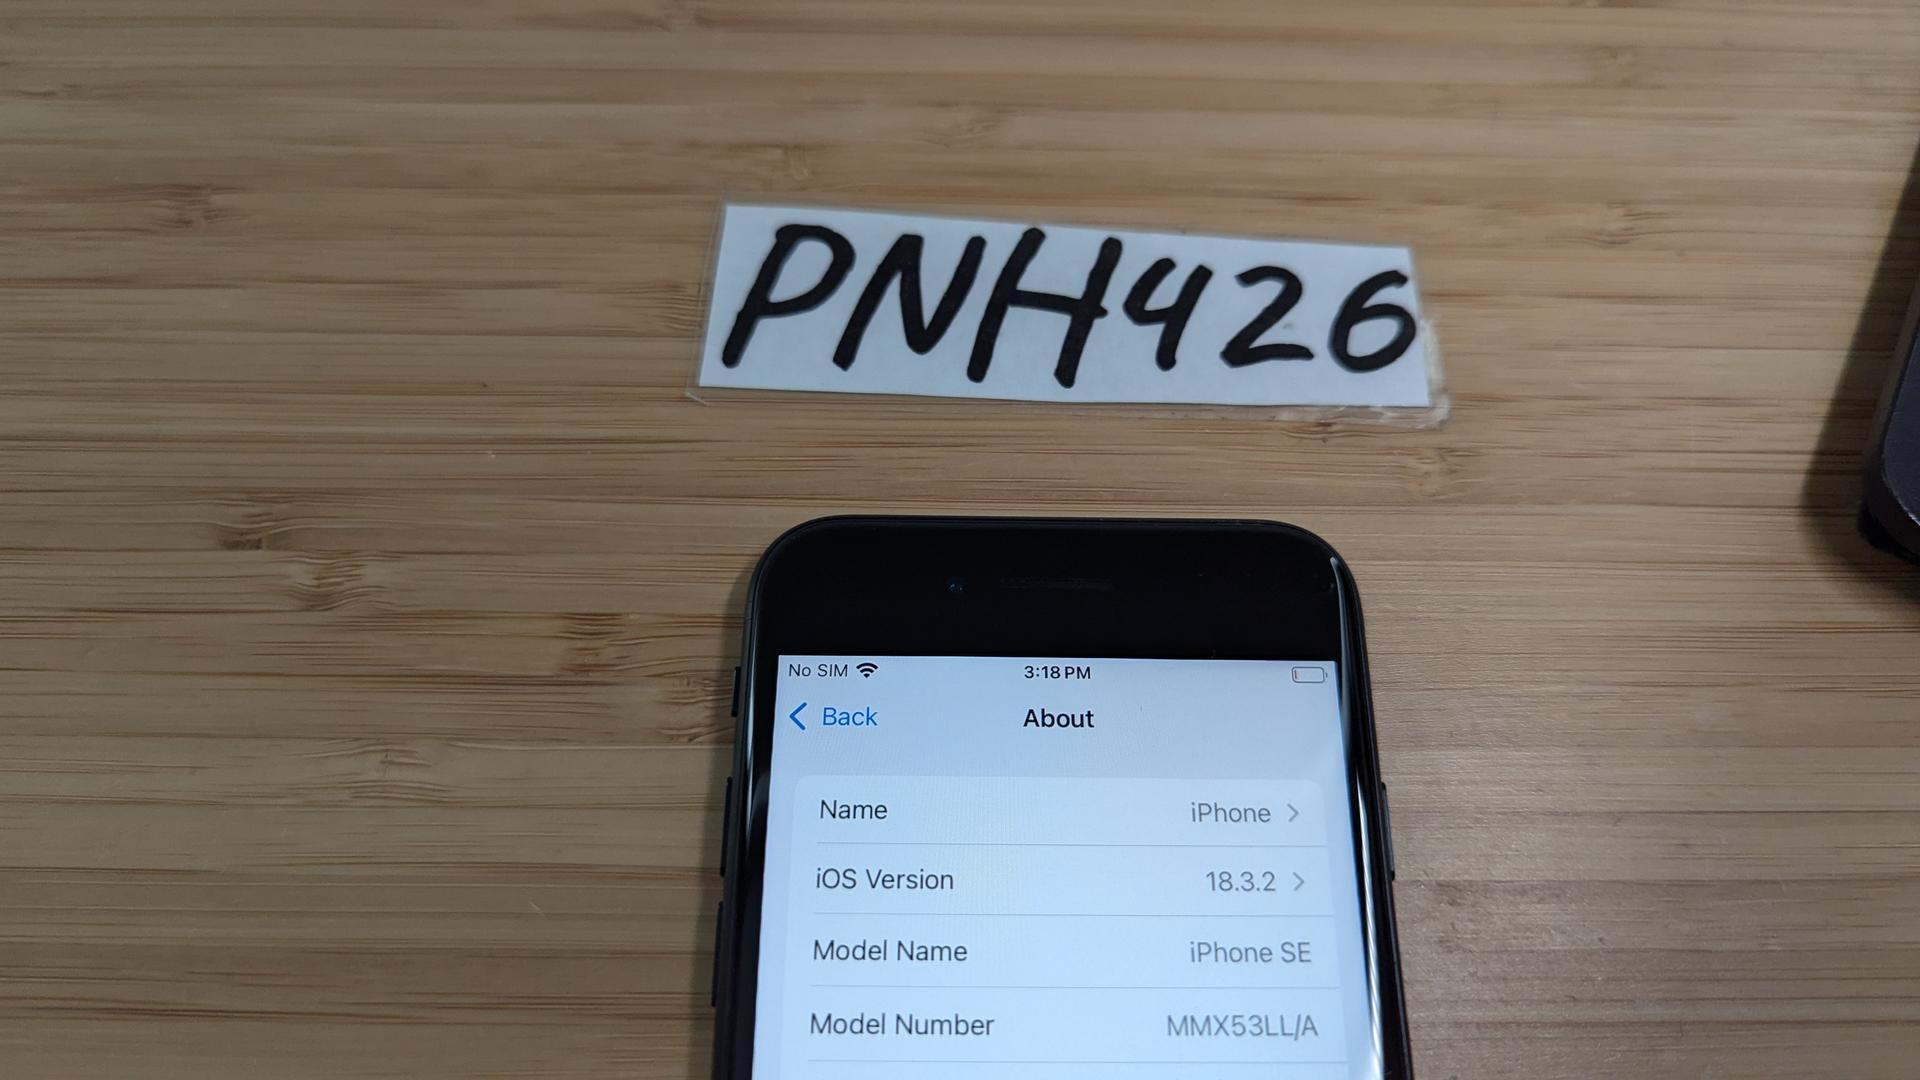 PNH426
No SIM 3:18 PM
Back About
Name iPhone
iOS Version 18.3.2
Model Name iPhone SE
Model Number MMX53LL/A